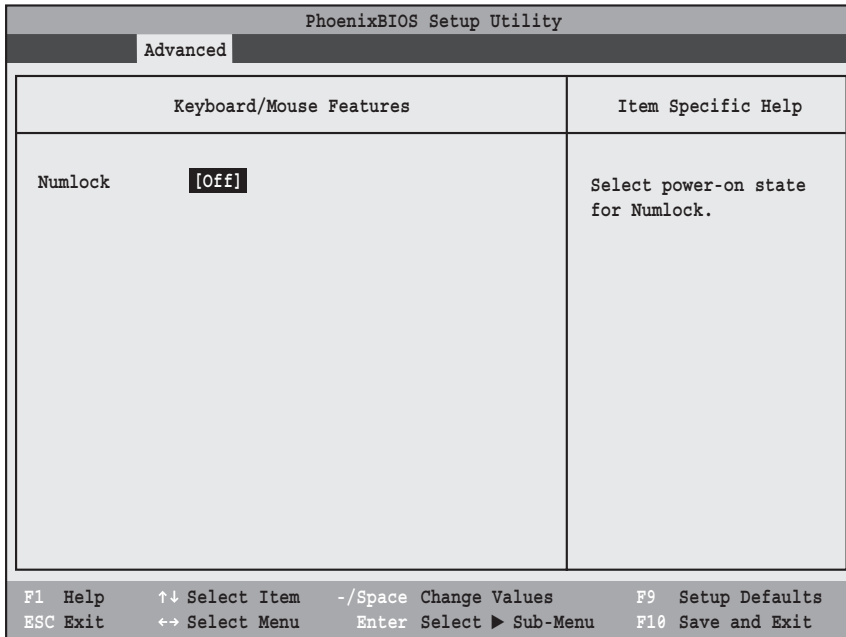 PhoenixBIOS Setup Utility
Advanced
Keyboard/Mouse Features
Item Specific Help
Numlock [Off]
Select power-on state
for Numlock.
F1 Help ↑↓ Select Item -/Space Change Values F9 Setup Defaults
ESC Exit ←→ Select Menu Enter Select ▶ Sub-Menu F10 Save and Exit